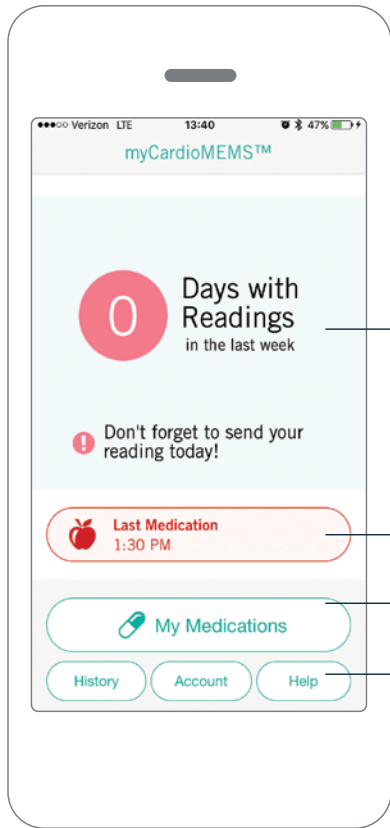 ●●●○○ Verizon LTE 13:40 47%
myCardioMEMS™
0
Days with
Readings
in the last week
! Don't forget to send your
reading today!
Last Medication
1:30 PM
My Medications
History Account Help